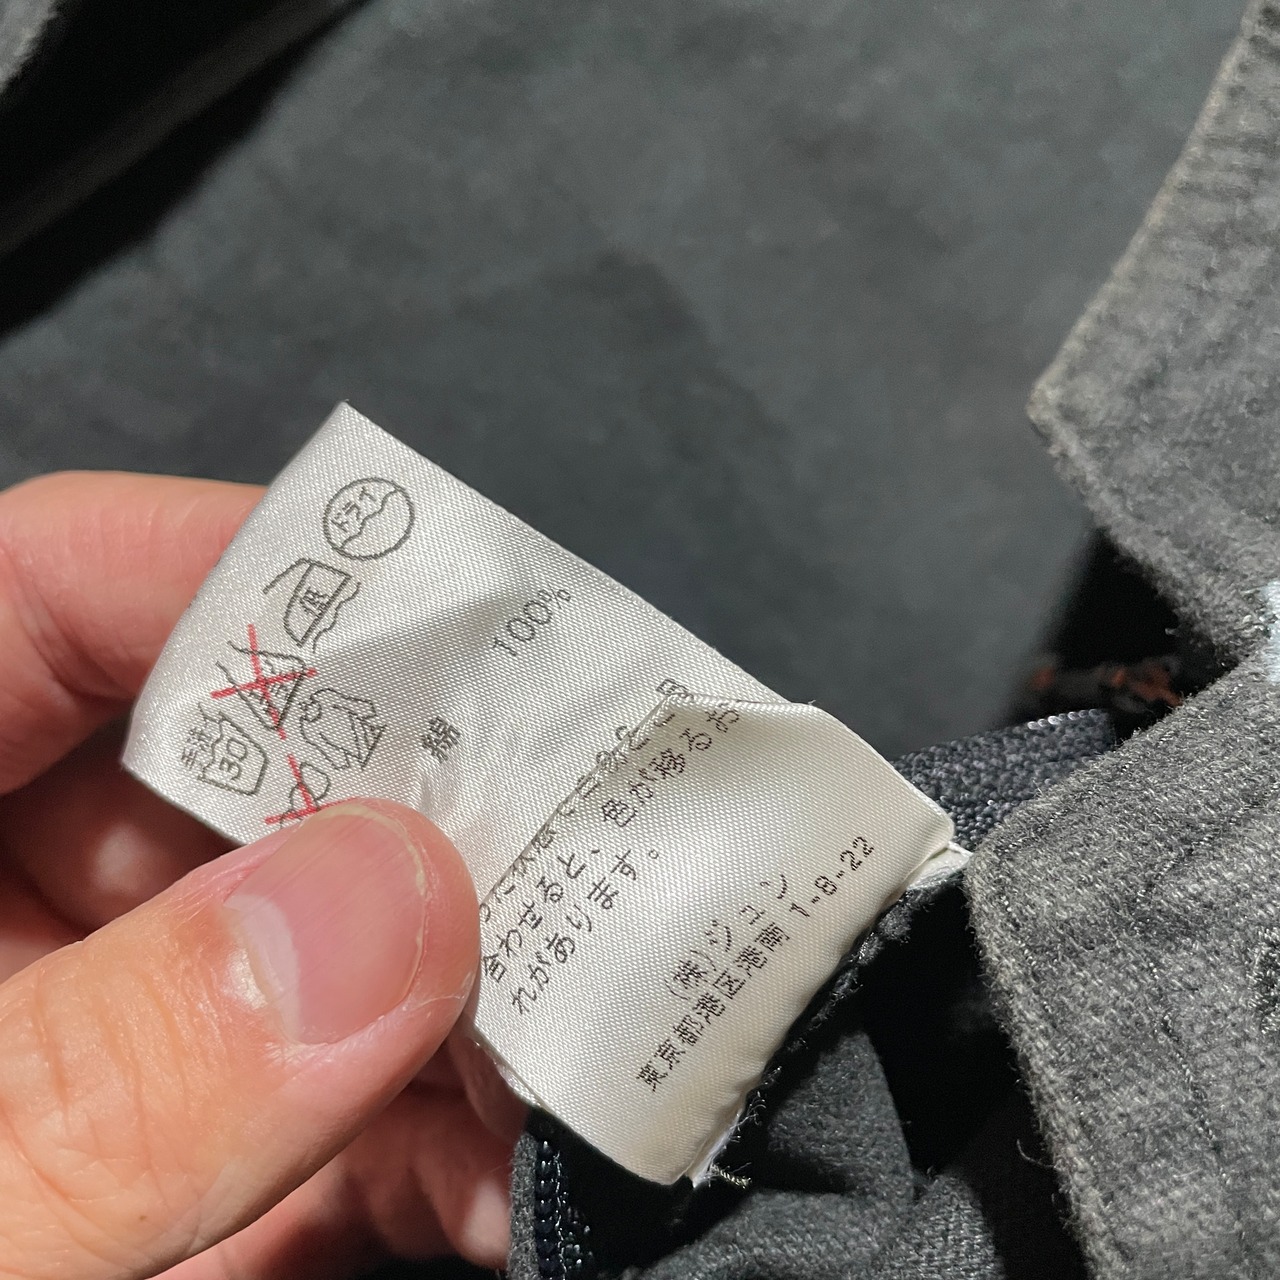 ドライ
低
手洗イ
30
綿 100%
合わせると、色が移るお
れがあります。
(株)ジュン
東京都港区港南 1-8-22